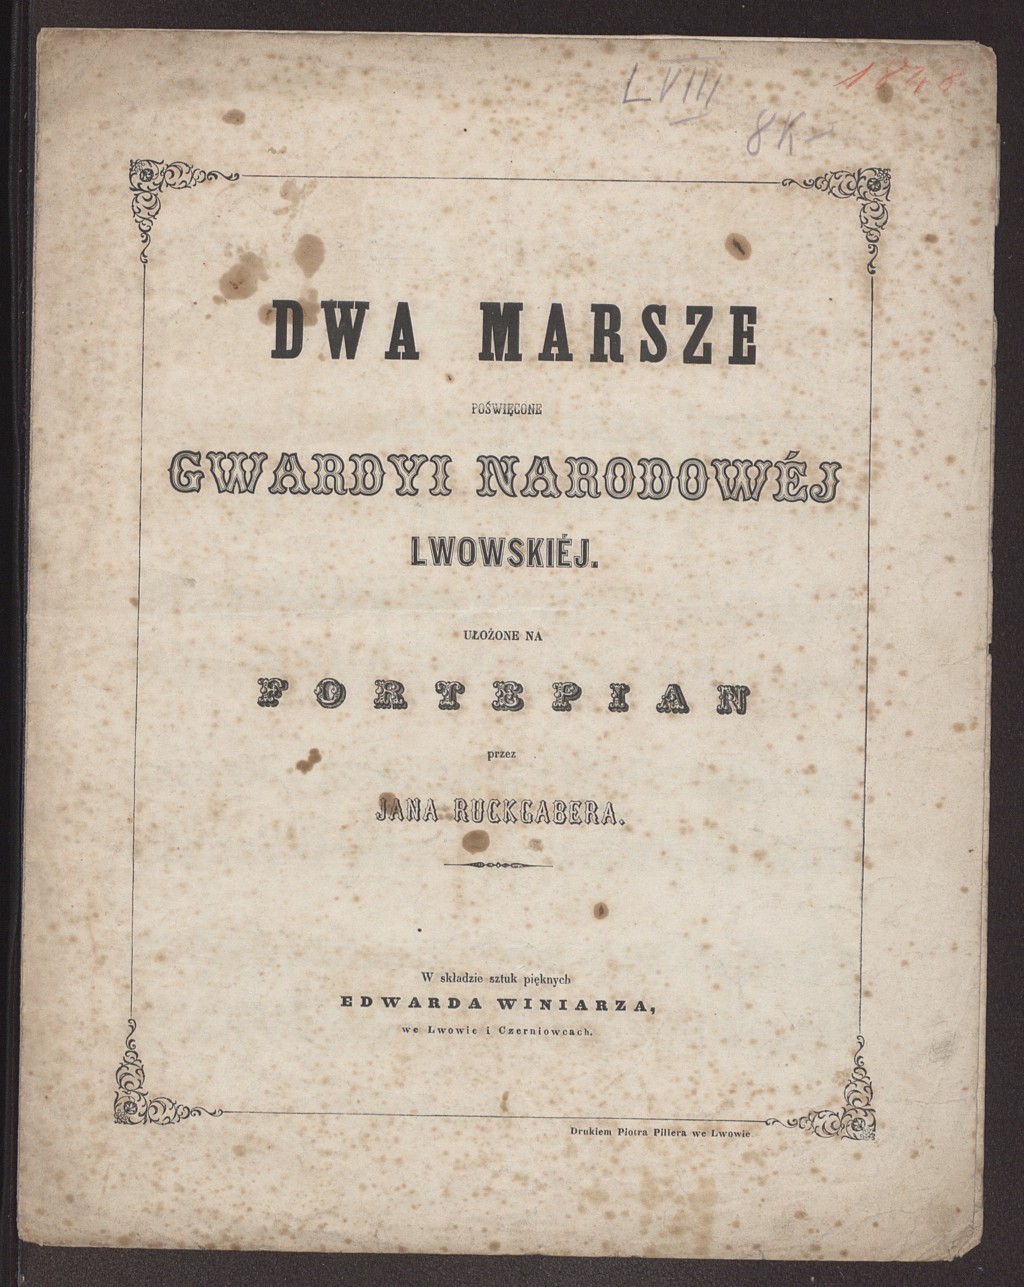 LVIII 1848
8K-
DWA MARSZE
POŚWIĘCONE
GWARDYI NARODOWÉJ
LWOWSKIÉJ.
UŁOŻONE NA
FORTEPIAN
przez
JANA RUCKGABERA.
W składzie sztuk pięknych
EDWARDA WINIARZA,
we Lwowie i Czerniowcach.
Drukiem Piotra Pillera we Lwowie